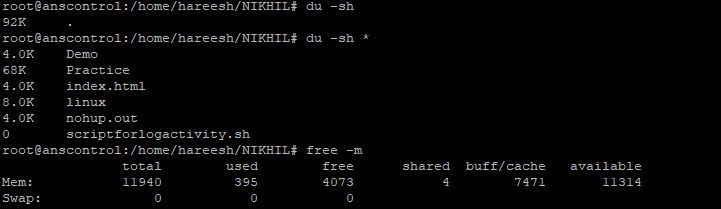 root@anscontrol:/home/hareesh/NIKHIL# du -sh
92K     .
root@anscontrol:/home/hareesh/NIKHIL# du -sh *
4.0K    Demo
68K     Practice
4.0K    index.html
8.0K    linux
4.0K    nohup.out
0       scriptforlogactivity.sh
root@anscontrol:/home/hareesh/NIKHIL# free -m
              total        used        free      shared  buff/cache   available
Mem:          11940         395        4073           4        7471       11314
Swap:             0           0           0